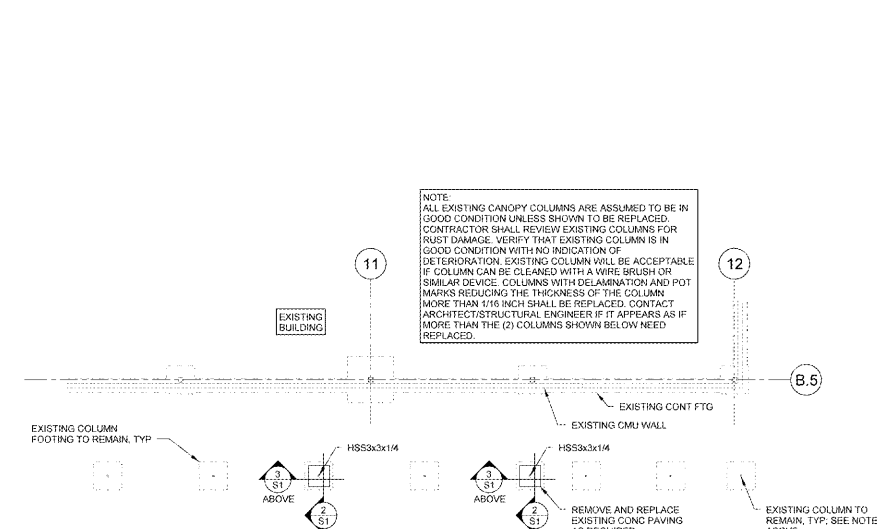 NOTE:
ALL EXISTING CANOPY COLUMNS ARE ASSUMED TO BE IN
GOOD CONDITION UNLESS SHOWN TO BE REPLACED.
CONTRACTOR SHALL REVIEW EXISTING COLUMNS FOR
RUST DAMAGE. VERIFY THAT EXISTING COLUMN IS IN
GOOD CONDITION WITH NO INDICATION OF
DETERIORATION. EXISTING COLUMN WILL BE ACCEPTABLE
IF COLUMN CAN BE CLEANED WITH A WIRE BRUSH OR
SIMILAR DEVICE. COLUMNS WITH DELAMINATION AND POT
MARKS REDUCING THE THICKNESS OF THE COLUMN
MORE THAN 1/16 INCH SHALL BE REPLACED. CONTACT
ARCHITECT/STRUCTURAL ENGINEER IF IT APPEARS AS IF
MORE THAN THE (2) COLUMNS SHOWN BELOW NEED
REPLACED.
11
12
EXISTING
BUILDING
B.5
EXISTING CONT FTG
EXISTING CMU WALL
EXISTING COLUMN
FOOTING TO REMAIN, TYP
HSS3x3x1/4
HSS3x3x1/4
3
S1
ABOVE
3
S1
ABOVE
2
S1
2
S1
REMOVE AND REPLACE
EXISTING CONC PAVING
EXISTING COLUMN TO
REMAIN, TYP; SEE NOTE